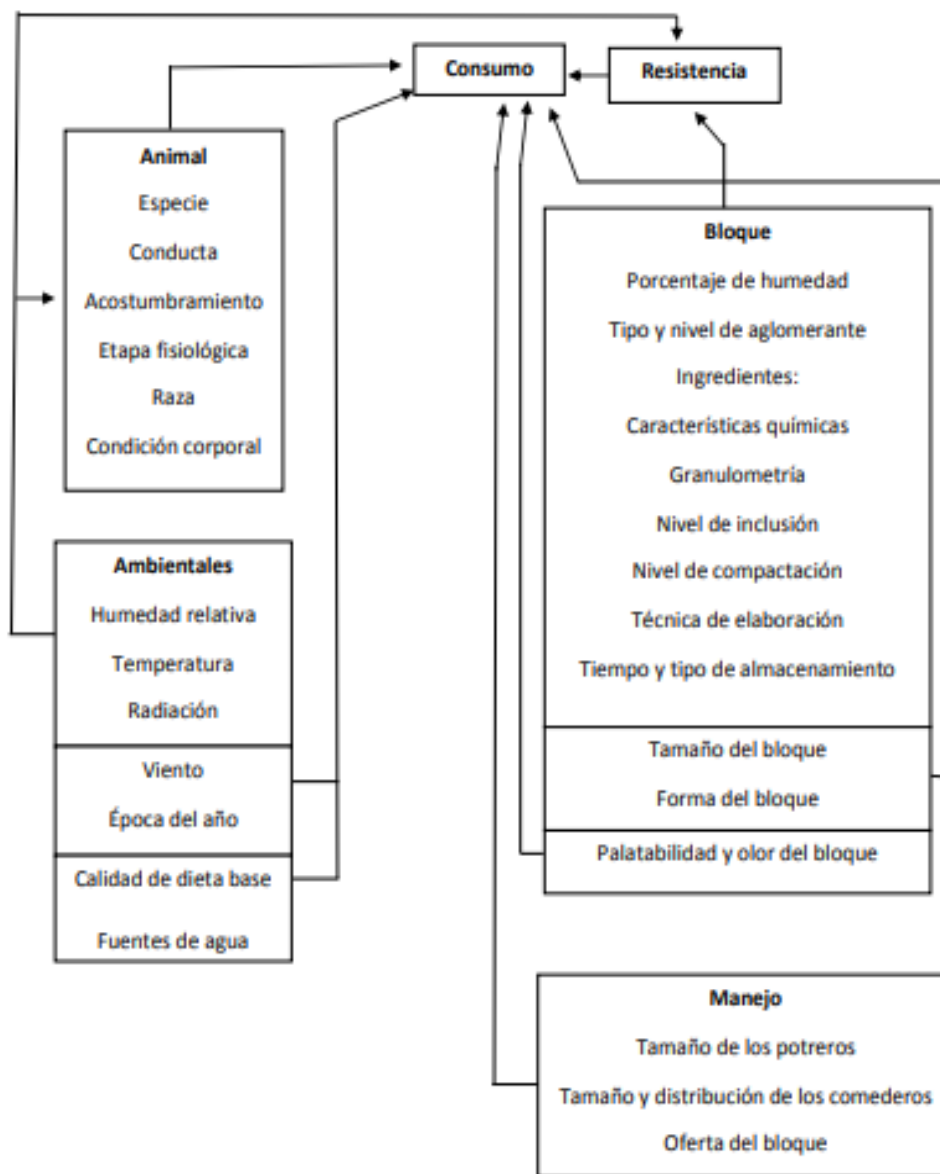 Consumo
Resistencia
Animal
Especie
Conducta
Acostumbramiento
Etapa fisiológica
Raza
Condición corporal
Ambientales
Humedad relativa
Temperatura
Radiación
Viento
Época del año
Calidad de dieta base
Fuentes de agua
Bloque
Porcentaje de humedad
Tipo y nivel de aglomerante
Ingredientes:
Características químicas
Granulometría
Nivel de inclusión
Nivel de compactación
Técnica de elaboración
Tiempo y tipo de almacenamiento
Tamaño del bloque
Forma del bloque
Palatabilidad y olor del bloque
Manejo
Tamaño de los potreros
Tamaño y distribución de los comederos
Oferta del bloque